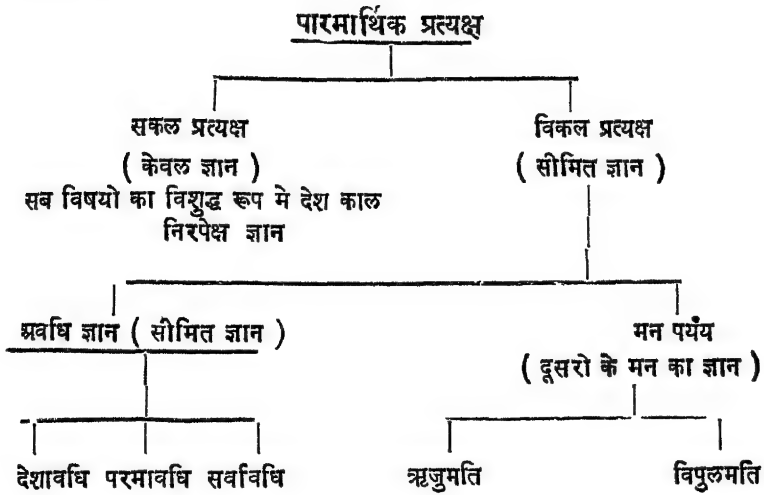 पारमार्थिक प्रत्यक्ष
सकल प्रत्यक्ष विकल प्रत्यक्ष
( केवल ज्ञान ) ( सीमित ज्ञान )
सब विषयो का विशुद्ध रूप मे देश काल
निरपेक्ष ज्ञान
अवधि ज्ञान ( सीमित ज्ञान ) मन पर्यय
( दूसरो के मन का ज्ञान )
देशावधि परमावधि सर्वावधि ऋजुमति विपुलमति